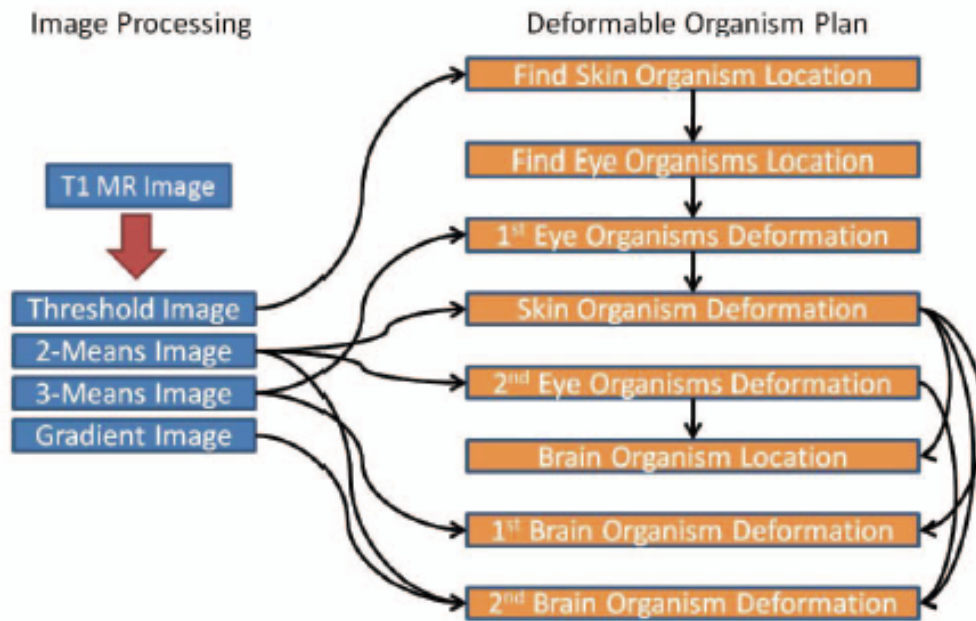 Image Processing
Deformable Organism Plan
T1 MR Image
Threshold Image
2-Means Image
3-Means Image
Gradient Image
Find Skin Organism Location
Find Eye Organisms Location
1st Eye Organisms Deformation
Skin Organism Deformation
2nd Eye Organisms Deformation
Brain Organism Location
1st Brain Organism Deformation
2nd Brain Organism Deformation